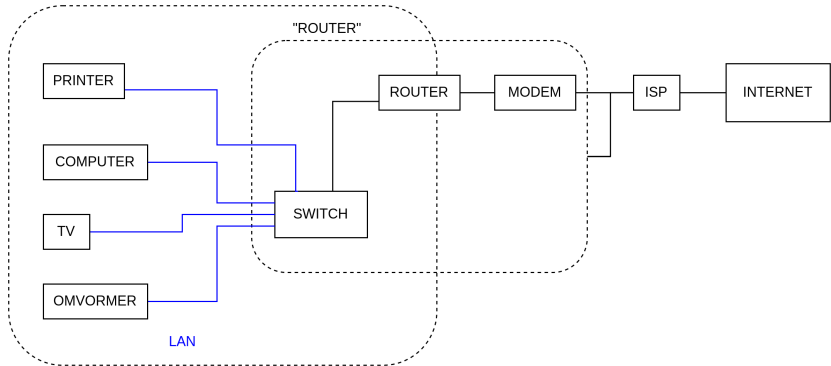 "ROUTER"
PRINTER
ROUTER
MODEM
ISP
INTERNET
COMPUTER
SWITCH
TV
OMVORMER
LAN